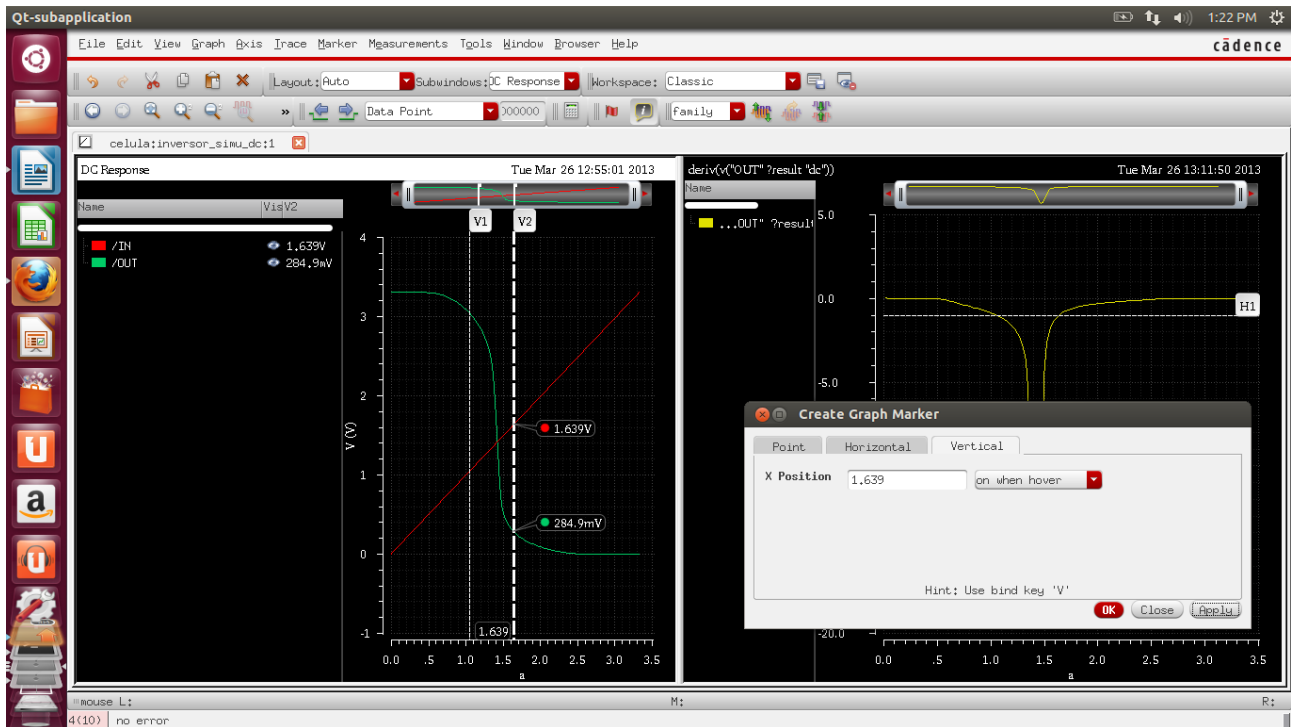 Qt-subapplication
1:22 PM
File Edit View Graph Axis Trace Marker Measurements Tools Window Browser Help
cādence
Layout: Auto
Subwindows: DC Response
Workspace: Classic
»
Data Point
000000
family
celula:inversor_simu_dc:1
DC Response
Tue Mar 26 12:55:01 2013
Name
Vis
V2
/IN
1.639V
/OUT
284.9mV
V1
V2
4
3
2
1
0
-1
V (V)
1.639V
284.9mV
1.639
0.0 .5 1.0 1.5 2.0 2.5 3.0 3.5
a
deriv(v("OUT" ?result "dc"))
Tue Mar 26 13:11:50 2013
Name
...OUT" ?result
5.0
0.0
-5.0
-20.0
H1
0.0 .5 1.0 1.5 2.0 2.5 3.0 3.5
a
Create Graph Marker
Point
Horizontal
Vertical
X Position
1.639
on when hover
Hint: Use bind key 'V'
OK
Close
Apply
mouse L:
M:
R:
4(10)
no error